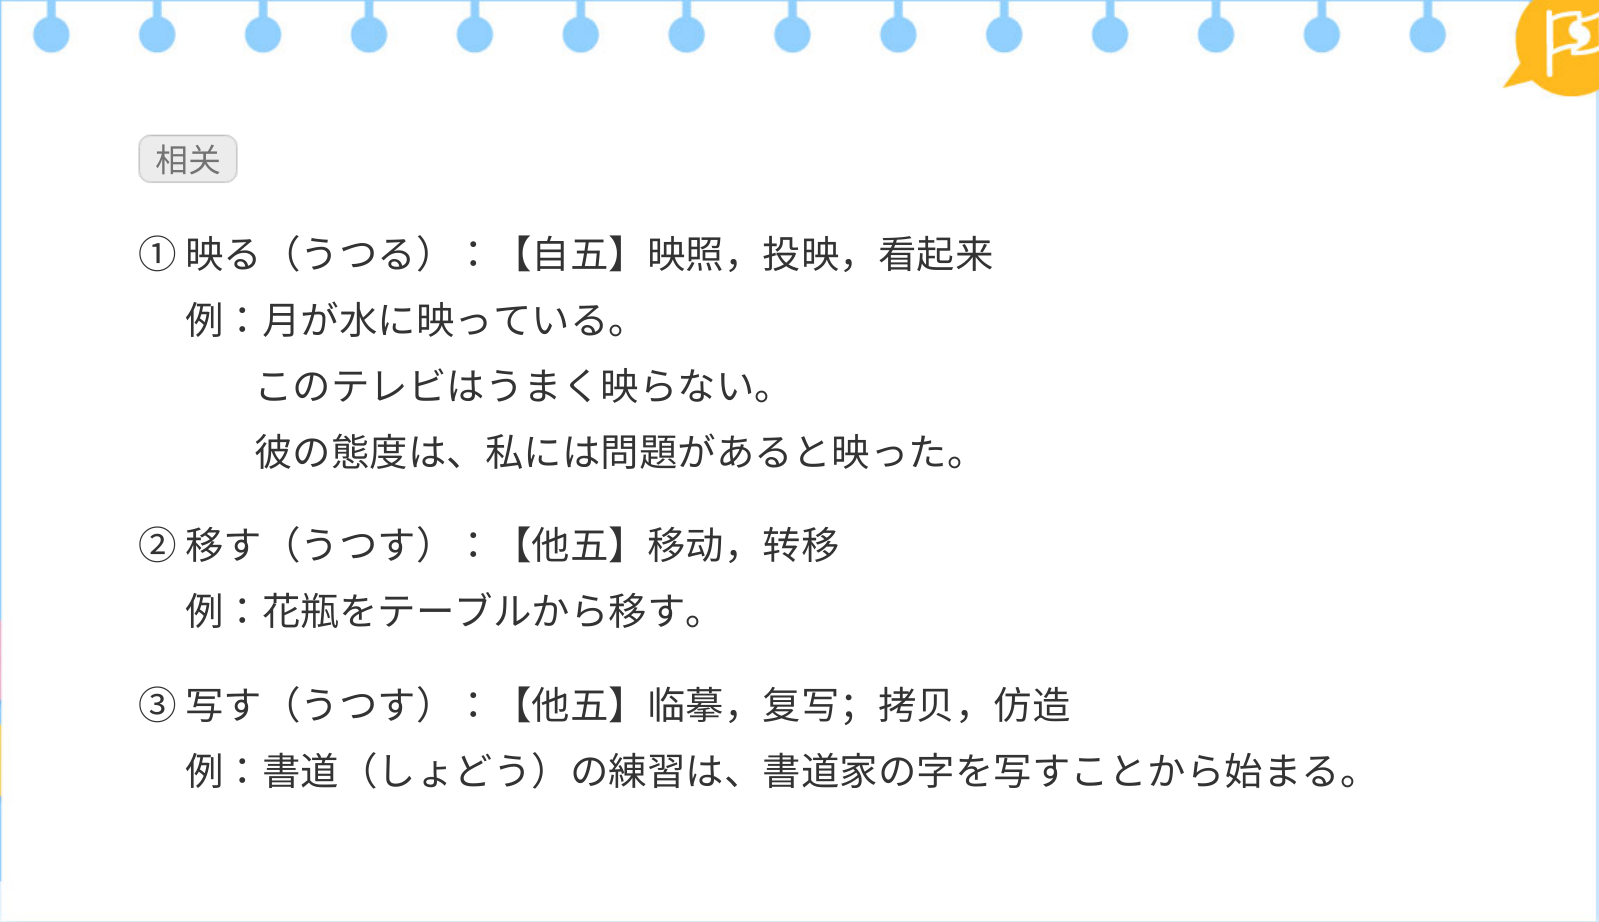 相关
① 映る（うつる）：【自五】映照，投映，看起来
例：月が水に映っている。
このテレビはうまく映らない。
彼の態度は、私には問題があると映った。
② 移す（うつす）：【他五】移动，转移
例：花瓶をテーブルから移す。
③ 写す（うつす）：【他五】临摹，复写；拷贝，仿造
例：書道（しょどう）の練習は、書道家の字を写すことから始まる。